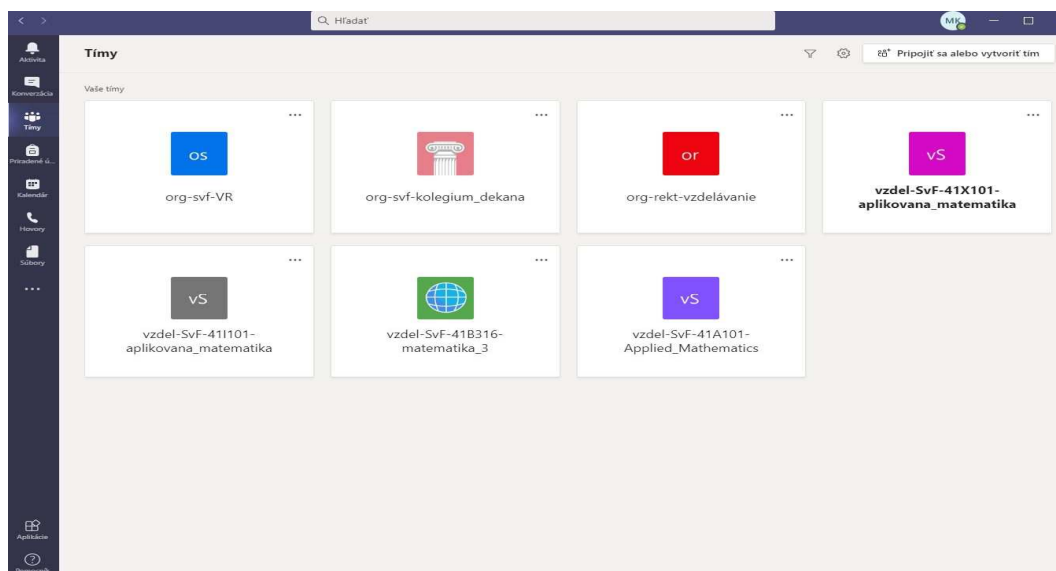 Hľadať
MK
Aktivita
Tímy
Pripojiť sa alebo vytvoriť tím
Konverzácia
Vaše tímy
Tímy
Priradené ú...
Kalendár
Hovory
Súbory
os
org-svf-VR
org-svf-kolegium_dekana
or
org-rekt-vzdelávanie
vS
vzdel-SvF-41X101-
aplikovana_matematika
vS
vzdel-SvF-41I101-
aplikovana_matematika
vzdel-SvF-41B316-
matematika_3
vS
vzdel-SvF-41A101-
Applied_Mathematics
Aplikácie